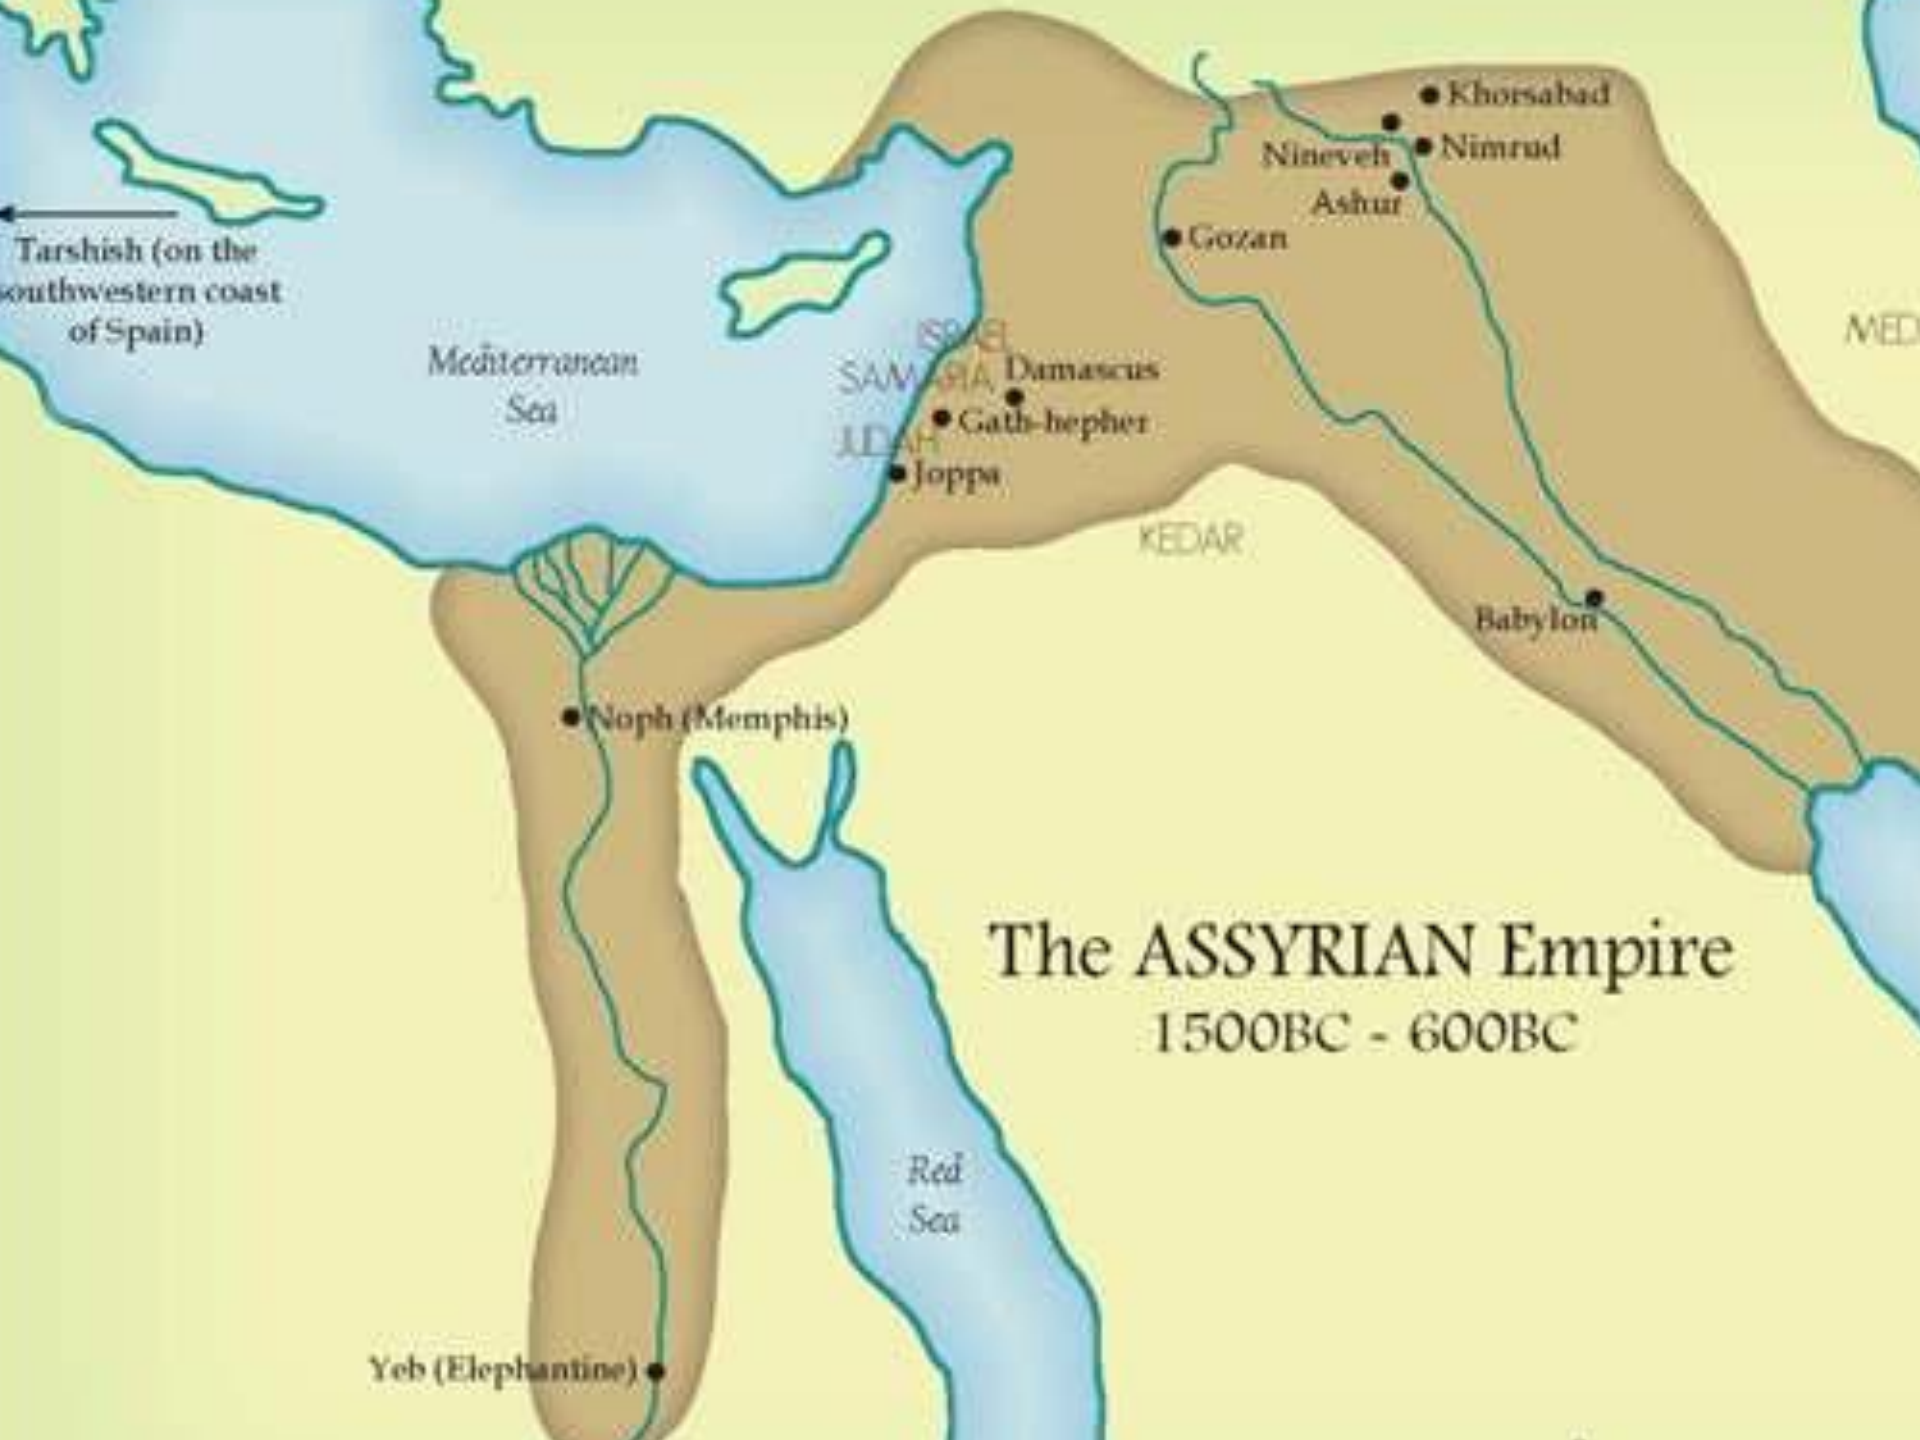 Khorsabad
Nineveh
Nimrud
Ashur
Gozan
Tarshish (on the
southwestern coast
of Spain)
Mediterranean
Sea
ISRAEL
SAMARIA
Damascus
Gath-hepher
JUDAH
Joppa
MED
KEDAR
Babylon
Noph (Memphis)
The ASSYRIAN Empire
1500BC - 600BC
Red
Sea
Yeb (Elephantine)